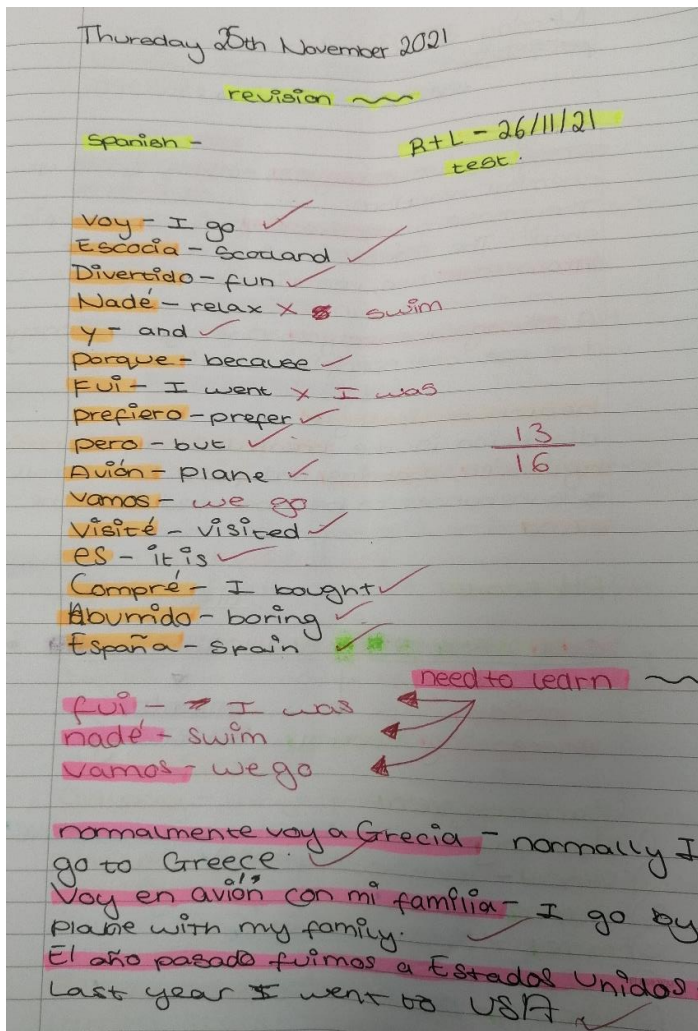 Thursday 25th November 2021
revision
Spanish - R+L - 26/11/21
test.
Voy - I go ✓
Escocia - Scotland ✓
Divertido - fun ✓
Nadé - relax x swim
y - and ✓
porque - because ✓
Fui - I went x I was
prefiero - prefer ✓
pero - but ✓
13
Avión - plane ✓
16
vamos - we go
Visité - visited ✓
es - it is ✓
Compré - I bought ✓
Aburrido - boring ✓
España - Spain ✓
need to learn
fui - I was
nadé - swim
vamos - we go
normalmente voy a Grecia - normally I
go to Greece. ✓
Voy en avión con mi familia - I go by
plane with my family. ✓
El año pasado fuimos a Estados Unidos
Last year I went to USA ✓